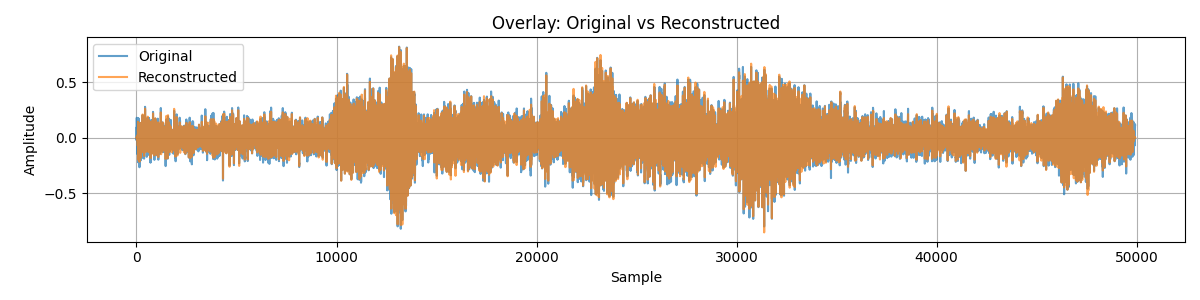 Overlay: Original vs Reconstructed
Original
Reconstructed
Amplitude
0.5
0.0
−0.5
0 10000 20000 30000 40000 50000
Sample